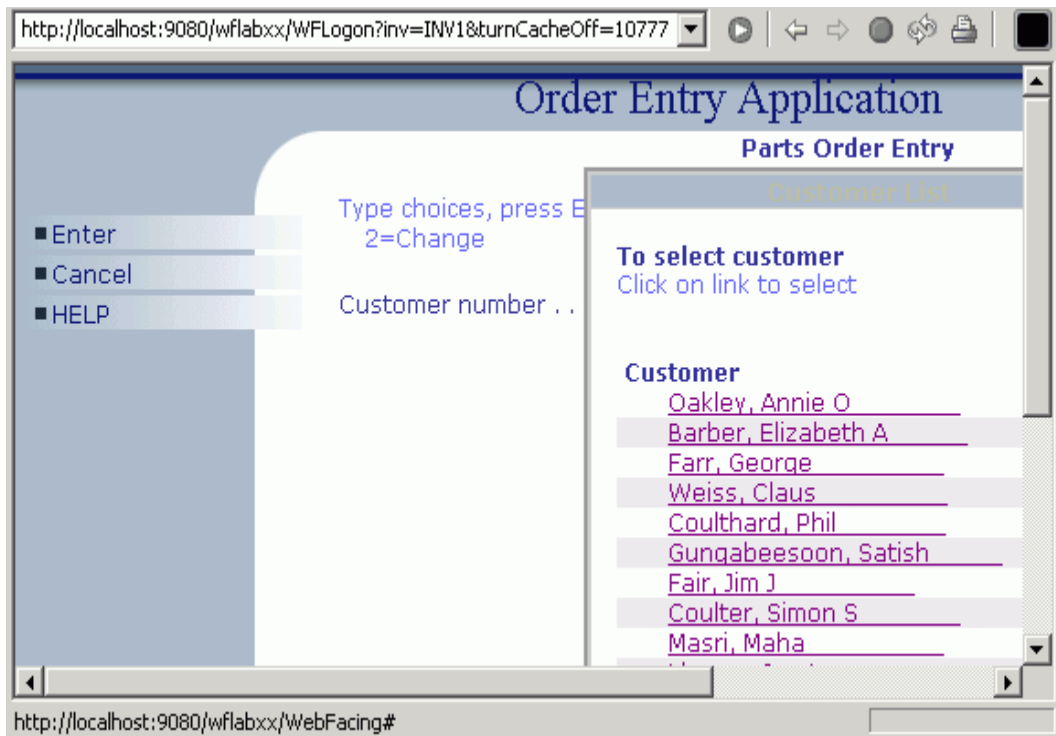 http://localhost:9080/wflabxx/WFLogon?inv=INV1&turnCacheOff=10777
Order Entry Application
Parts Order Entry
Customer List
Enter
Cancel
HELP
Type choices, press E
2=Change
Customer number . .
To select customer
Click on link to select
Customer
Oakley, Annie O
Barber, Elizabeth A
Farr, George
Weiss, Claus
Coulthard, Phil
Gungabeesoon, Satish
Fair, Jim J
Coulter, Simon S
Masri, Maha
http://localhost:9080/wflabxx/WebFacing#